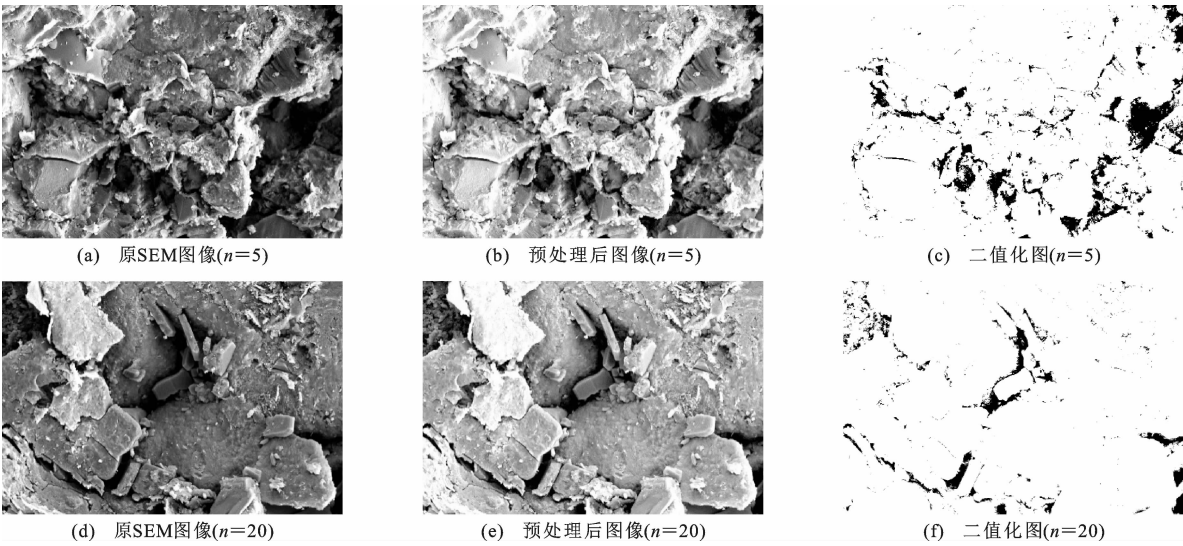 (a) 原SEM图像(n=5)
(b) 预处理后图像(n=5)
(c) 二值化图(n=5)
(d) 原SEM图像(n=20)
(e) 预处理后图像(n=20)
(f) 二值化图(n=20)